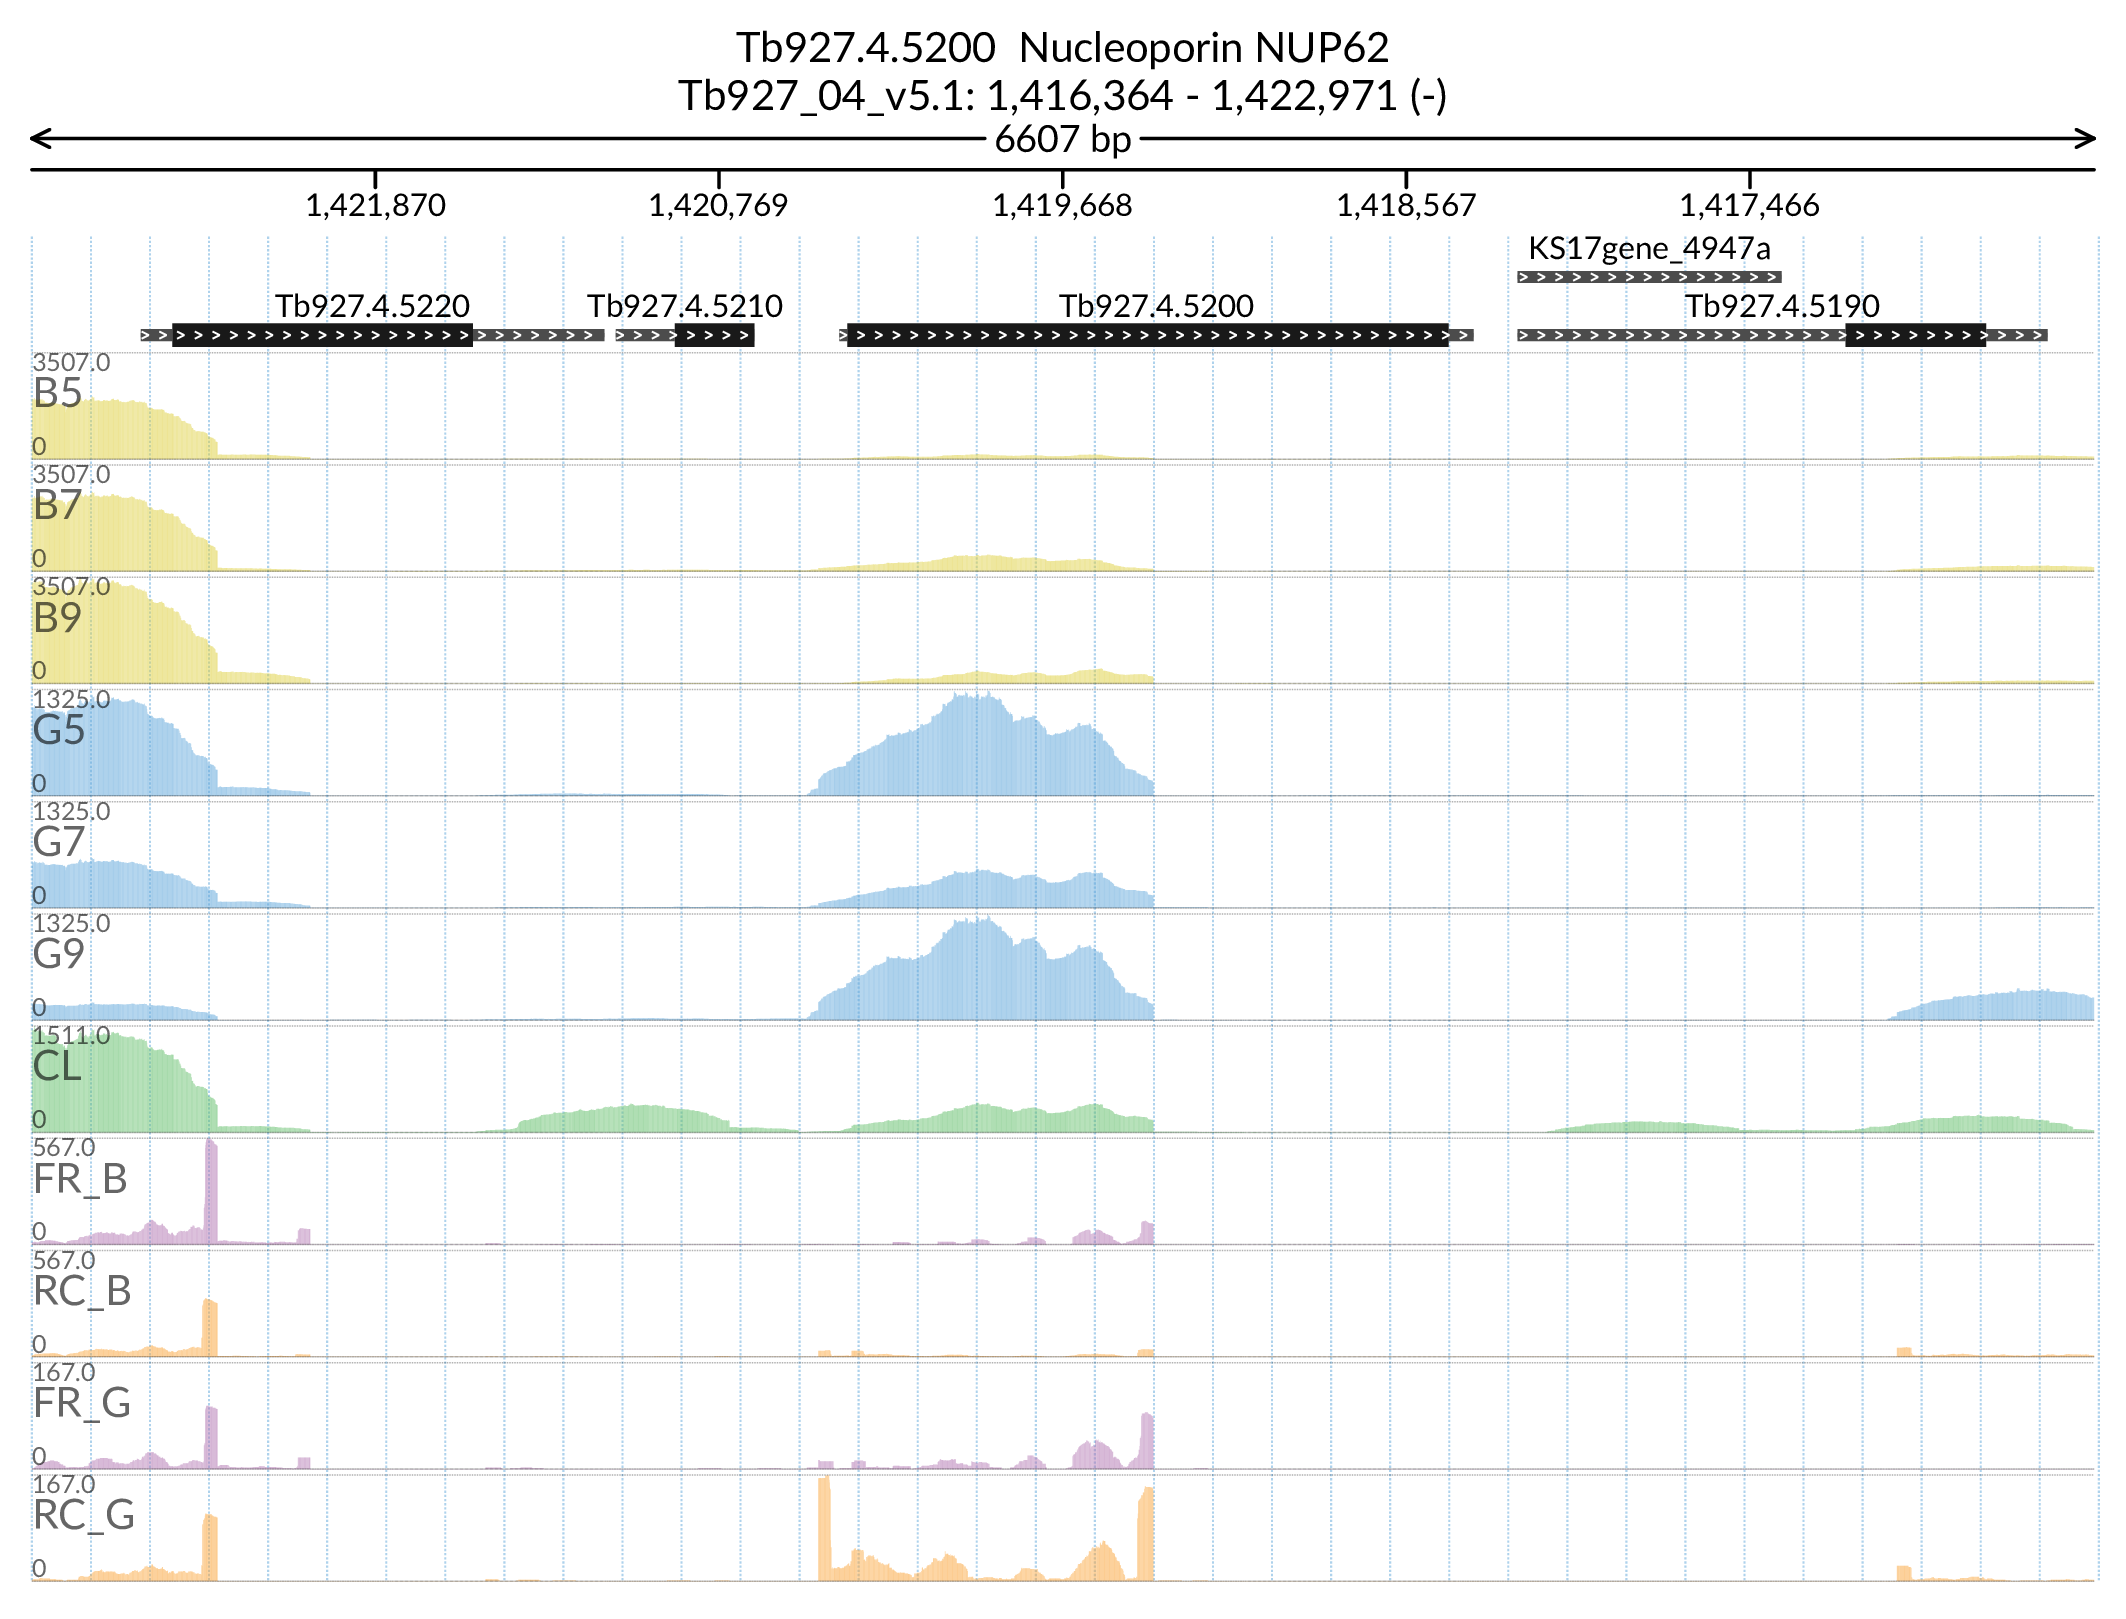 Tb927.4.5200  Nucleoporin NUP62
Tb927_04_v5.1: 1,416,364 - 1,422,971 (-)
6607 bp
1,421,870 1,420,769 1,419,668 1,418,567 1,417,466
KS17gene_4947a
Tb927.4.5220 Tb927.4.5210 Tb927.4.5200 Tb927.4.5190
3507.0
B5
0
3507.0
B7
0
3507.0
B9
0
1325.0
G5
0
1325.0
G7
0
1325.0
G9
0
1511.0
CL
0
567.0
FR_B
0
567.0
RC_B
0
167.0
FR_G
0
167.0
RC_G
0